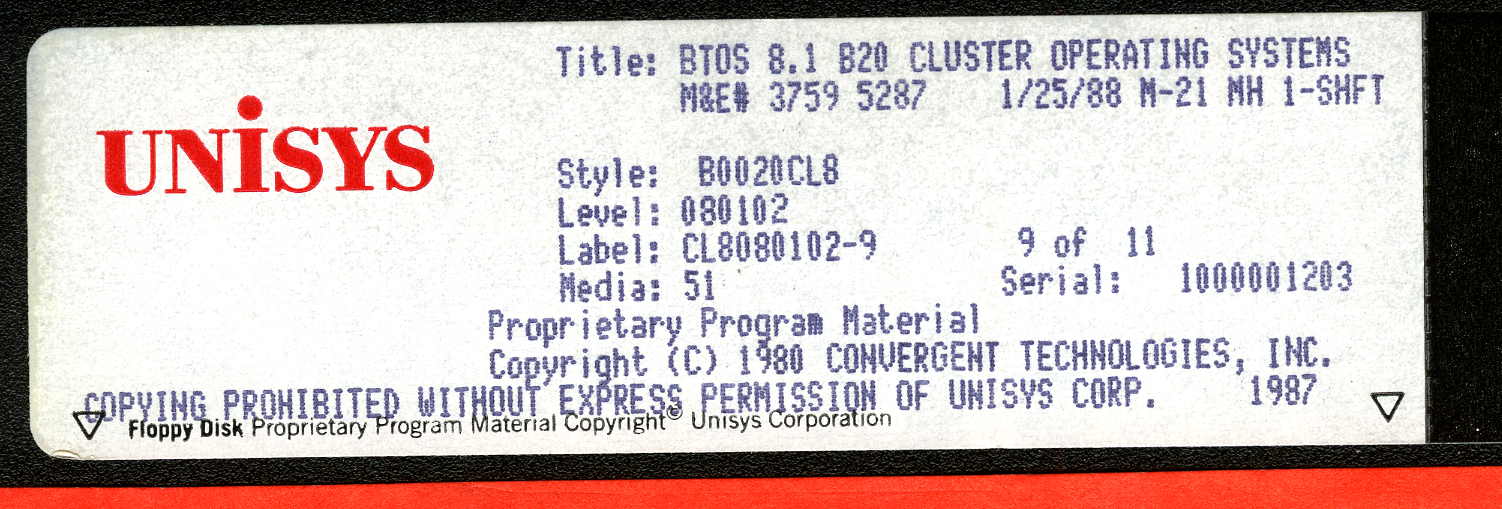 UNiSYS
Title: BTOS 8.1 B20 CLUSTER OPERATING SYSTEMS
M&E# 3759 5287 1/25/88 M-21 MH 1-SHFT
Style: B0020CL8
Level: 080102
Label: CL8080102-9 9 of 11
Media: 51 Serial: 1000001203
Proprietary Program Material
Copyright (C) 1980 CONVERGENT TECHNOLOGIES, INC.
COPYING PROHIBITED WITHOUT EXPRESS PERMISSION OF UNISYS CORP. 1987
Floppy Disk Proprietary Program Material Copyright© Unisys Corporation